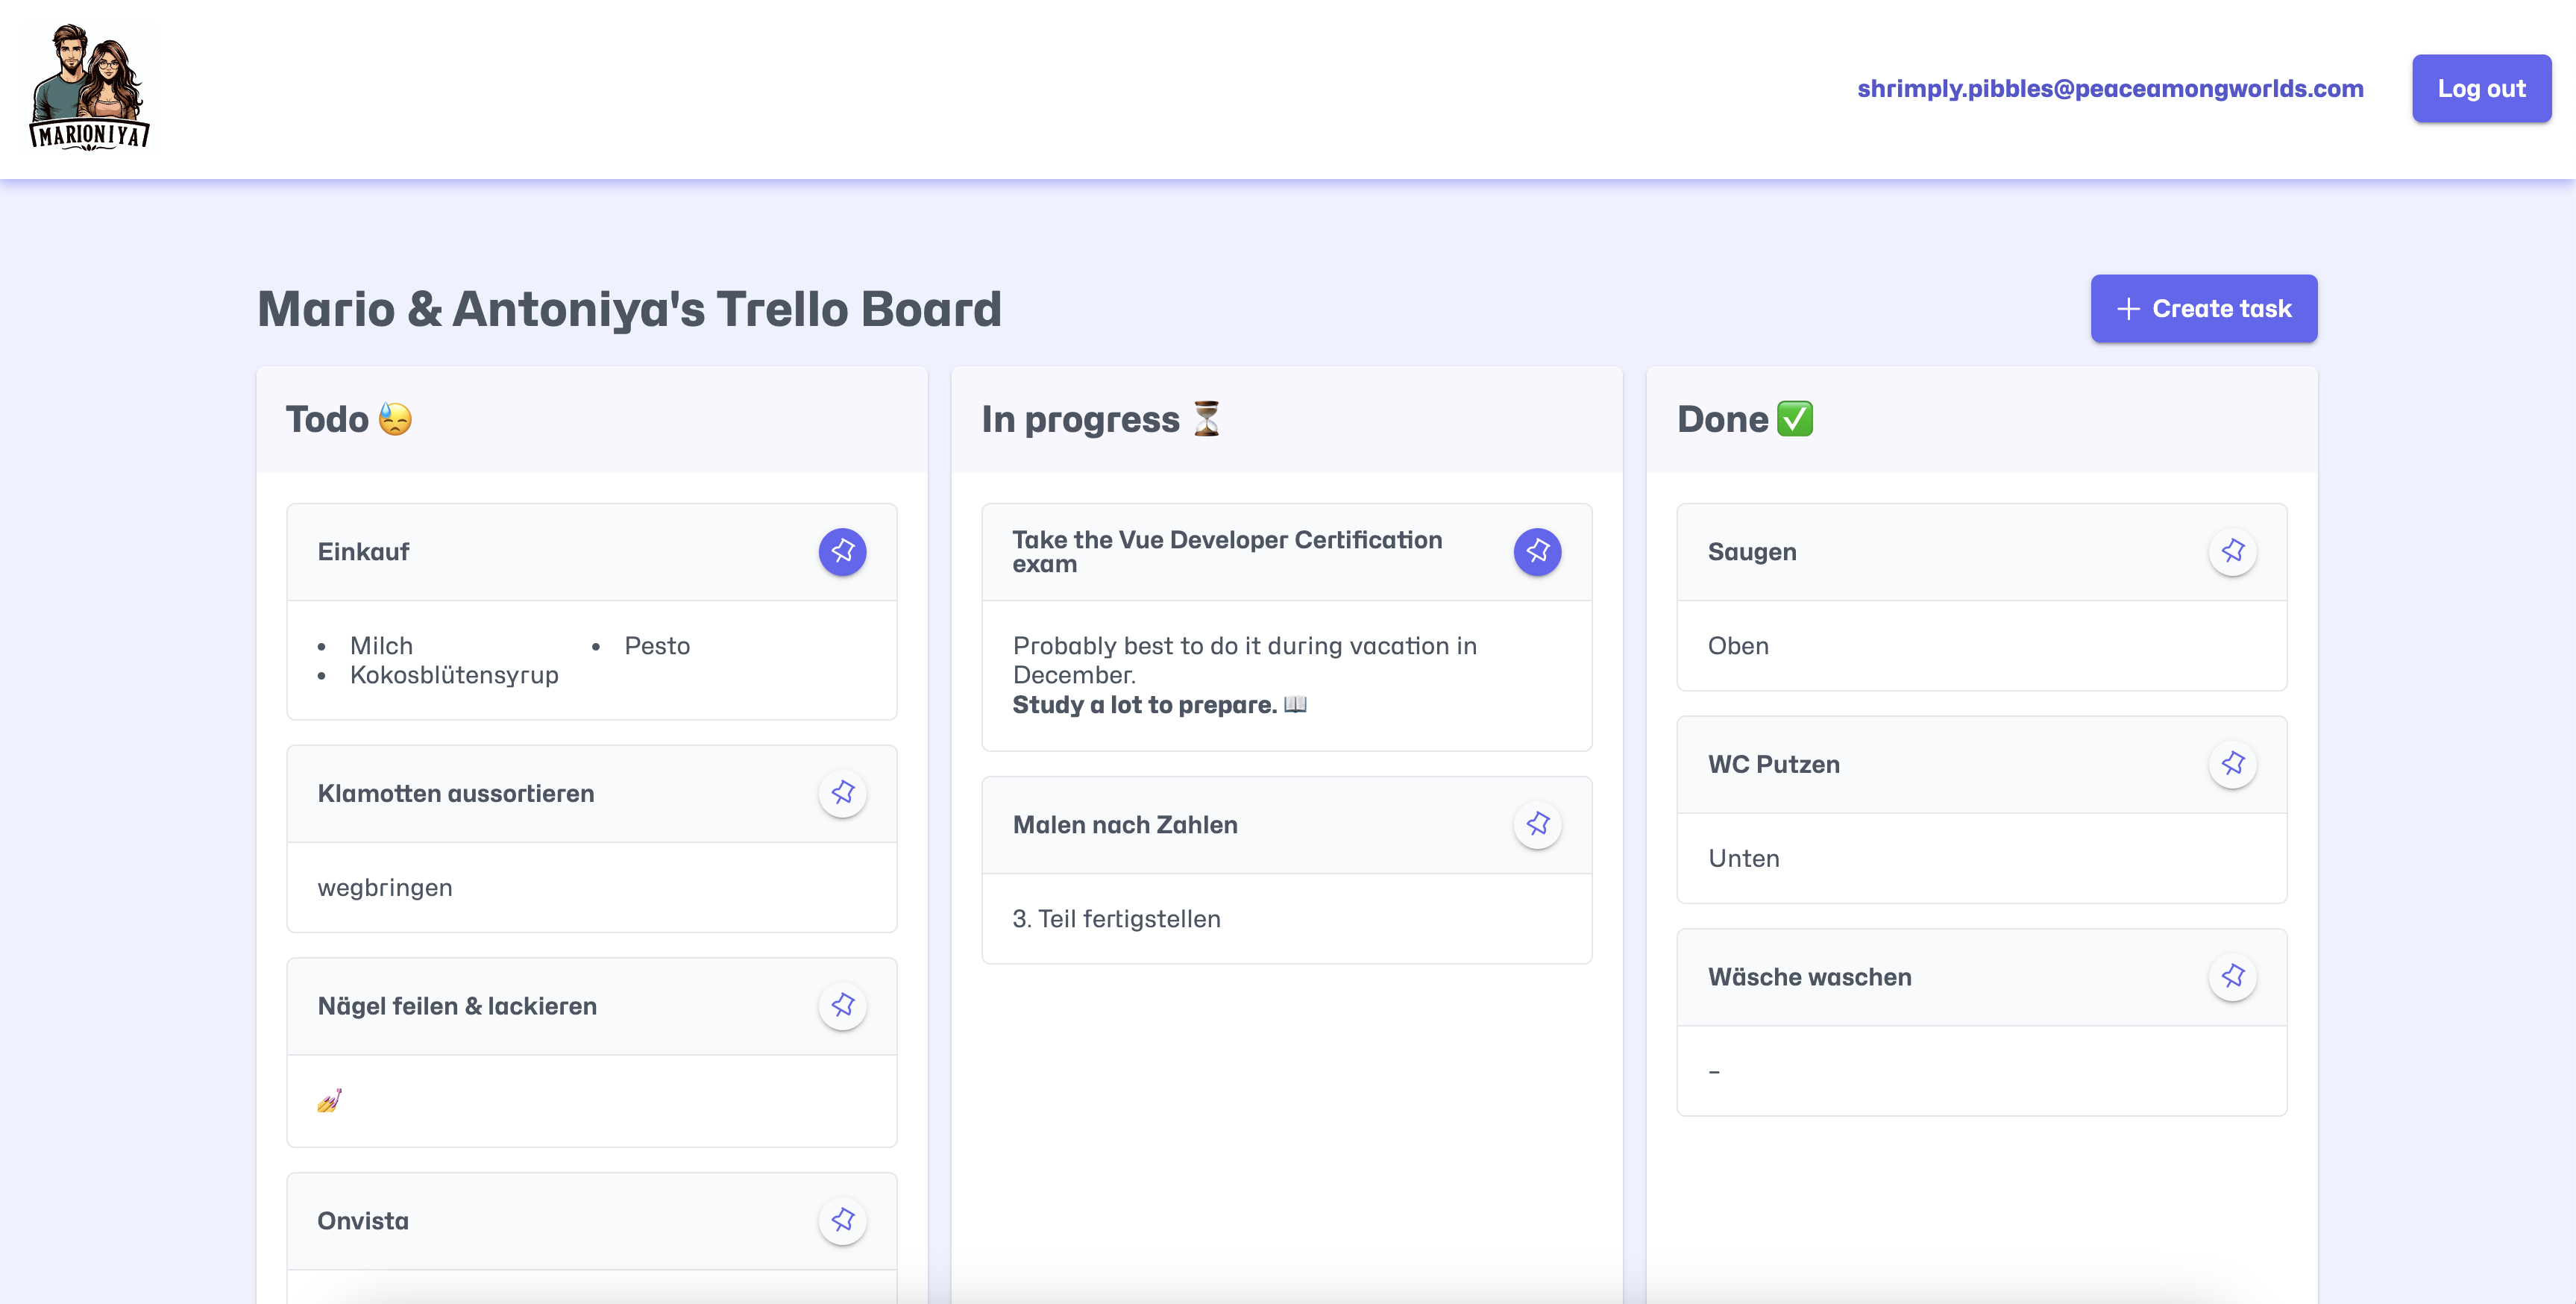 MARIONIYA
shrimply.pibbles@peaceamongworlds.com
Log out
Mario & Antoniya's Trello Board
Create task
Todo 😓
Einkauf
• Milch
• Kokosblütensyrup
• Pesto
Klamotten aussortieren
wegbringen
Nägel feilen & lackieren
💅
Onvista
In progress ⏳
Take the Vue Developer Certification
exam
Probably best to do it during vacation in
December.
Study a lot to prepare. 📖
Malen nach Zahlen
3. Teil fertigstellen
Done ✅
Saugen
Oben
WC Putzen
Unten
Wäsche waschen
–